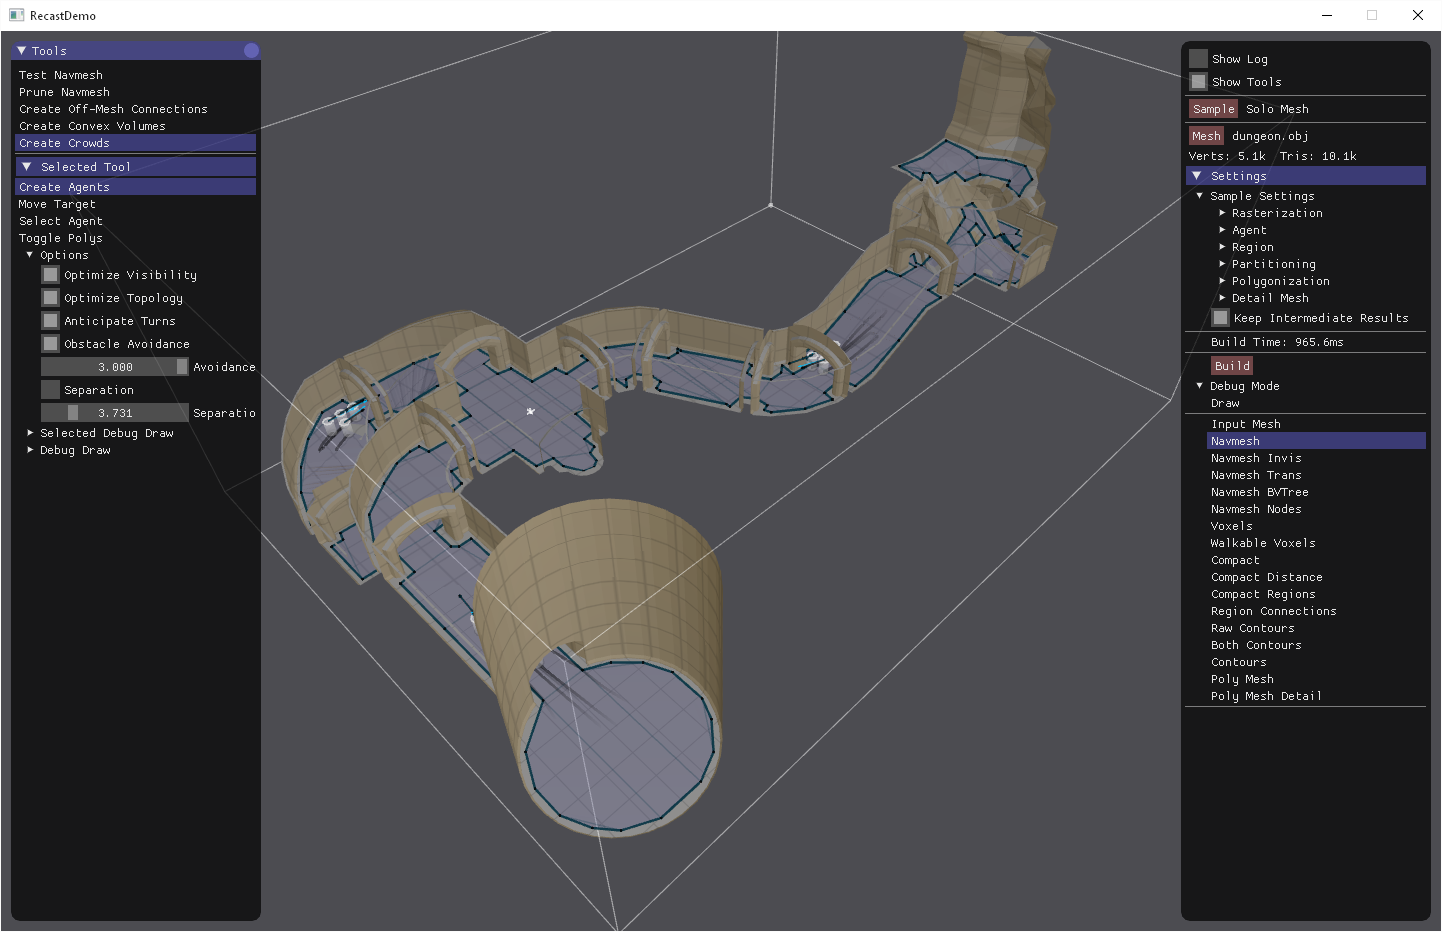 RecastDemo
Tools
Test Navmesh
Prune Navmesh
Create Off-Mesh Connections
Create Convex Volumes
Create Crowds
Selected Tool
Create Agents
Move Target
Select Agent
Toggle Polys
Options
Optimize Visibility
Optimize Topology
Anticipate Turns
Obstacle Avoidance
3.000 Avoidance
Separation
3.731 Separatio
Selected Debug Draw
Debug Draw
Show Log
Show Tools
Sample Solo Mesh
Mesh dungeon.obj
Verts: 5.1k Tris: 10.1k
Settings
Sample Settings
Rasterization
Agent
Region
Partitioning
Polygonization
Detail Mesh
Keep Intermediate Results
Build Time: 965.6ms
Build
Debug Mode
Draw
Input Mesh
Navmesh
Navmesh Invis
Navmesh Trans
Navmesh BVTree
Navmesh Nodes
Voxels
Walkable Voxels
Compact
Compact Distance
Compact Regions
Region Connections
Raw Contours
Both Contours
Contours
Poly Mesh
Poly Mesh Detail